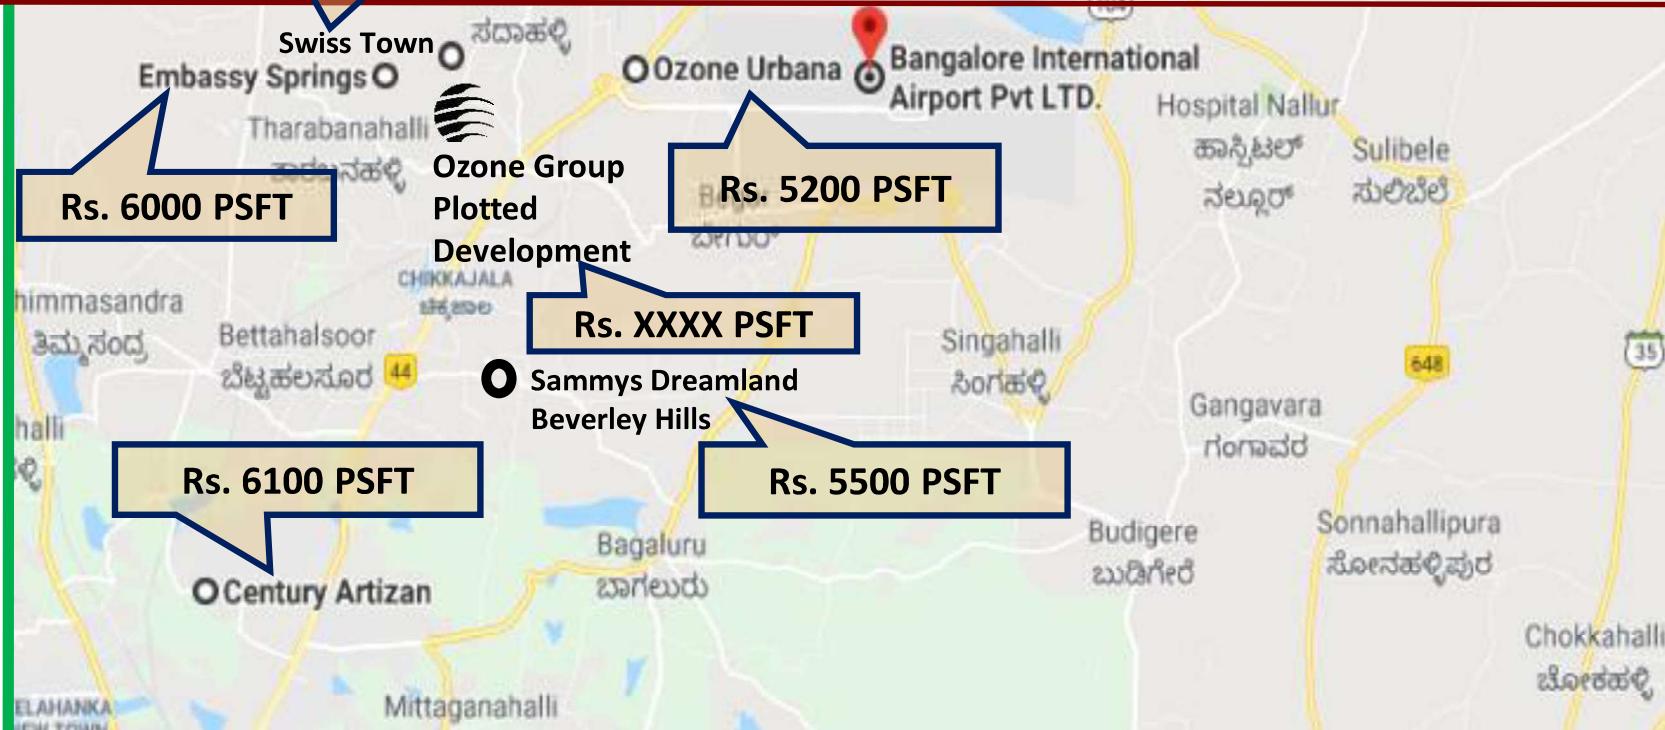 ಸದಾಹಳ್ಳಿ
Swiss Town
Embassy Springs
Ozone Urbana
Bangalore International
Airport Pvt LTD.
Hospital Nallur
ಹಾಸ್ಪಿಟಲ್
ನಲ್ಲೂರ್
Tharabanahalli
Sulibele
ಸುಲಿಬೆಲೆ
Ozone Group
Plotted
Development
Rs. 6000 PSFT
Rs. 5200 PSFT
ಬೇಗುರ್
CHIKKAJALA
ಚಿಕ್ಕಜಾಲ
Rs. XXXX PSFT
himmasandra
ತಿಮ್ಮಸಂದ್ರ
Bettahalsoor
ಬೆಟ್ಟಹಲಸೂರ
44
Singahalli
ಸಿಂಗಹಳ್ಳಿ
648
35
Sammys Dreamland
Beverley Hills
Gangavara
ಗಂಗಾವರ
halli
Rs. 6100 PSFT
Rs. 5500 PSFT
Bagaluru
ಬಾಗಲುರು
Budigere
ಬುಡಿಗೇರೆ
Sonnahallipura
ಸೋನಹಳ್ಳಿಪುರ
Century Artizan
Chokkahalli
ಚೋಕಹಳ್ಳಿ
Mittaganahalli
ELAHANKA